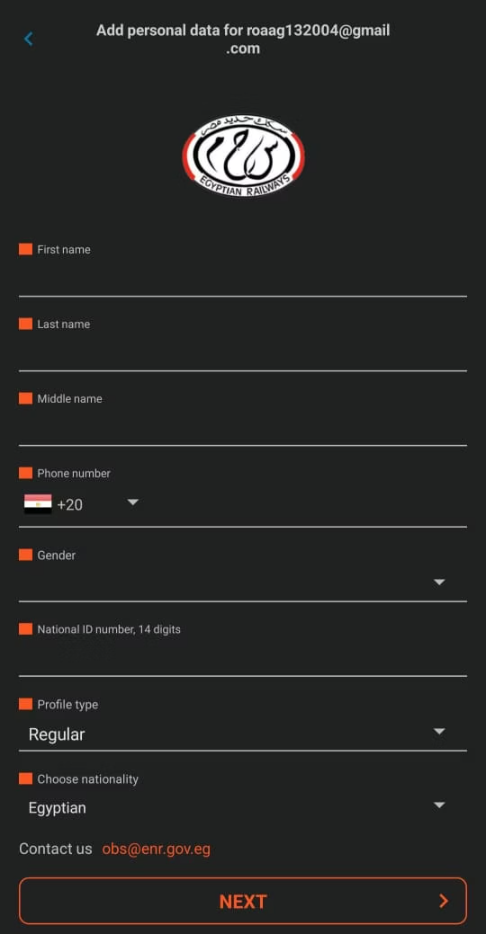 Add personal data for roaag132004@gmail
.com
سكك حديد مصر
EGYPTIAN RAILWAYS
First name
Last name
Middle name
Phone number
+20
Gender
National ID number, 14 digits
Profile type
Regular
Choose nationality
Egyptian
Contact us obs@enr.gov.eg
NEXT